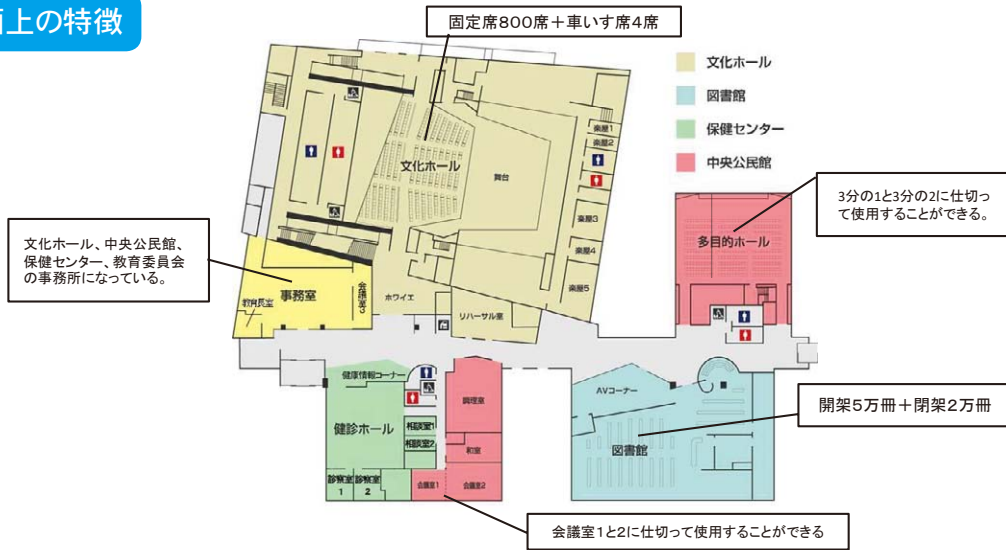 面上の特徴
固定席800席＋車いす席4席
文化ホール
図書館
保健センター
中央公民館
楽屋1
楽屋2
文化ホール
舞台
楽屋3
楽屋4
楽屋5
3分の1と3分の2に仕切っ
て使用することができる。
多目的ホール
文化ホール、中央公民館、
保健センター、教育委員会
の事務所になっている。
教育長室
事務室
会議室3
ホワイエ
リハーサル室
健康情報コーナー
調理室
AVコーナー
開架5万冊＋閉架2万冊
健診ホール
相談室1
相談室2
和室
図書館
診察室
1
診察室
2
会議室1
会議室2
会議室1と2に仕切って使用することができる